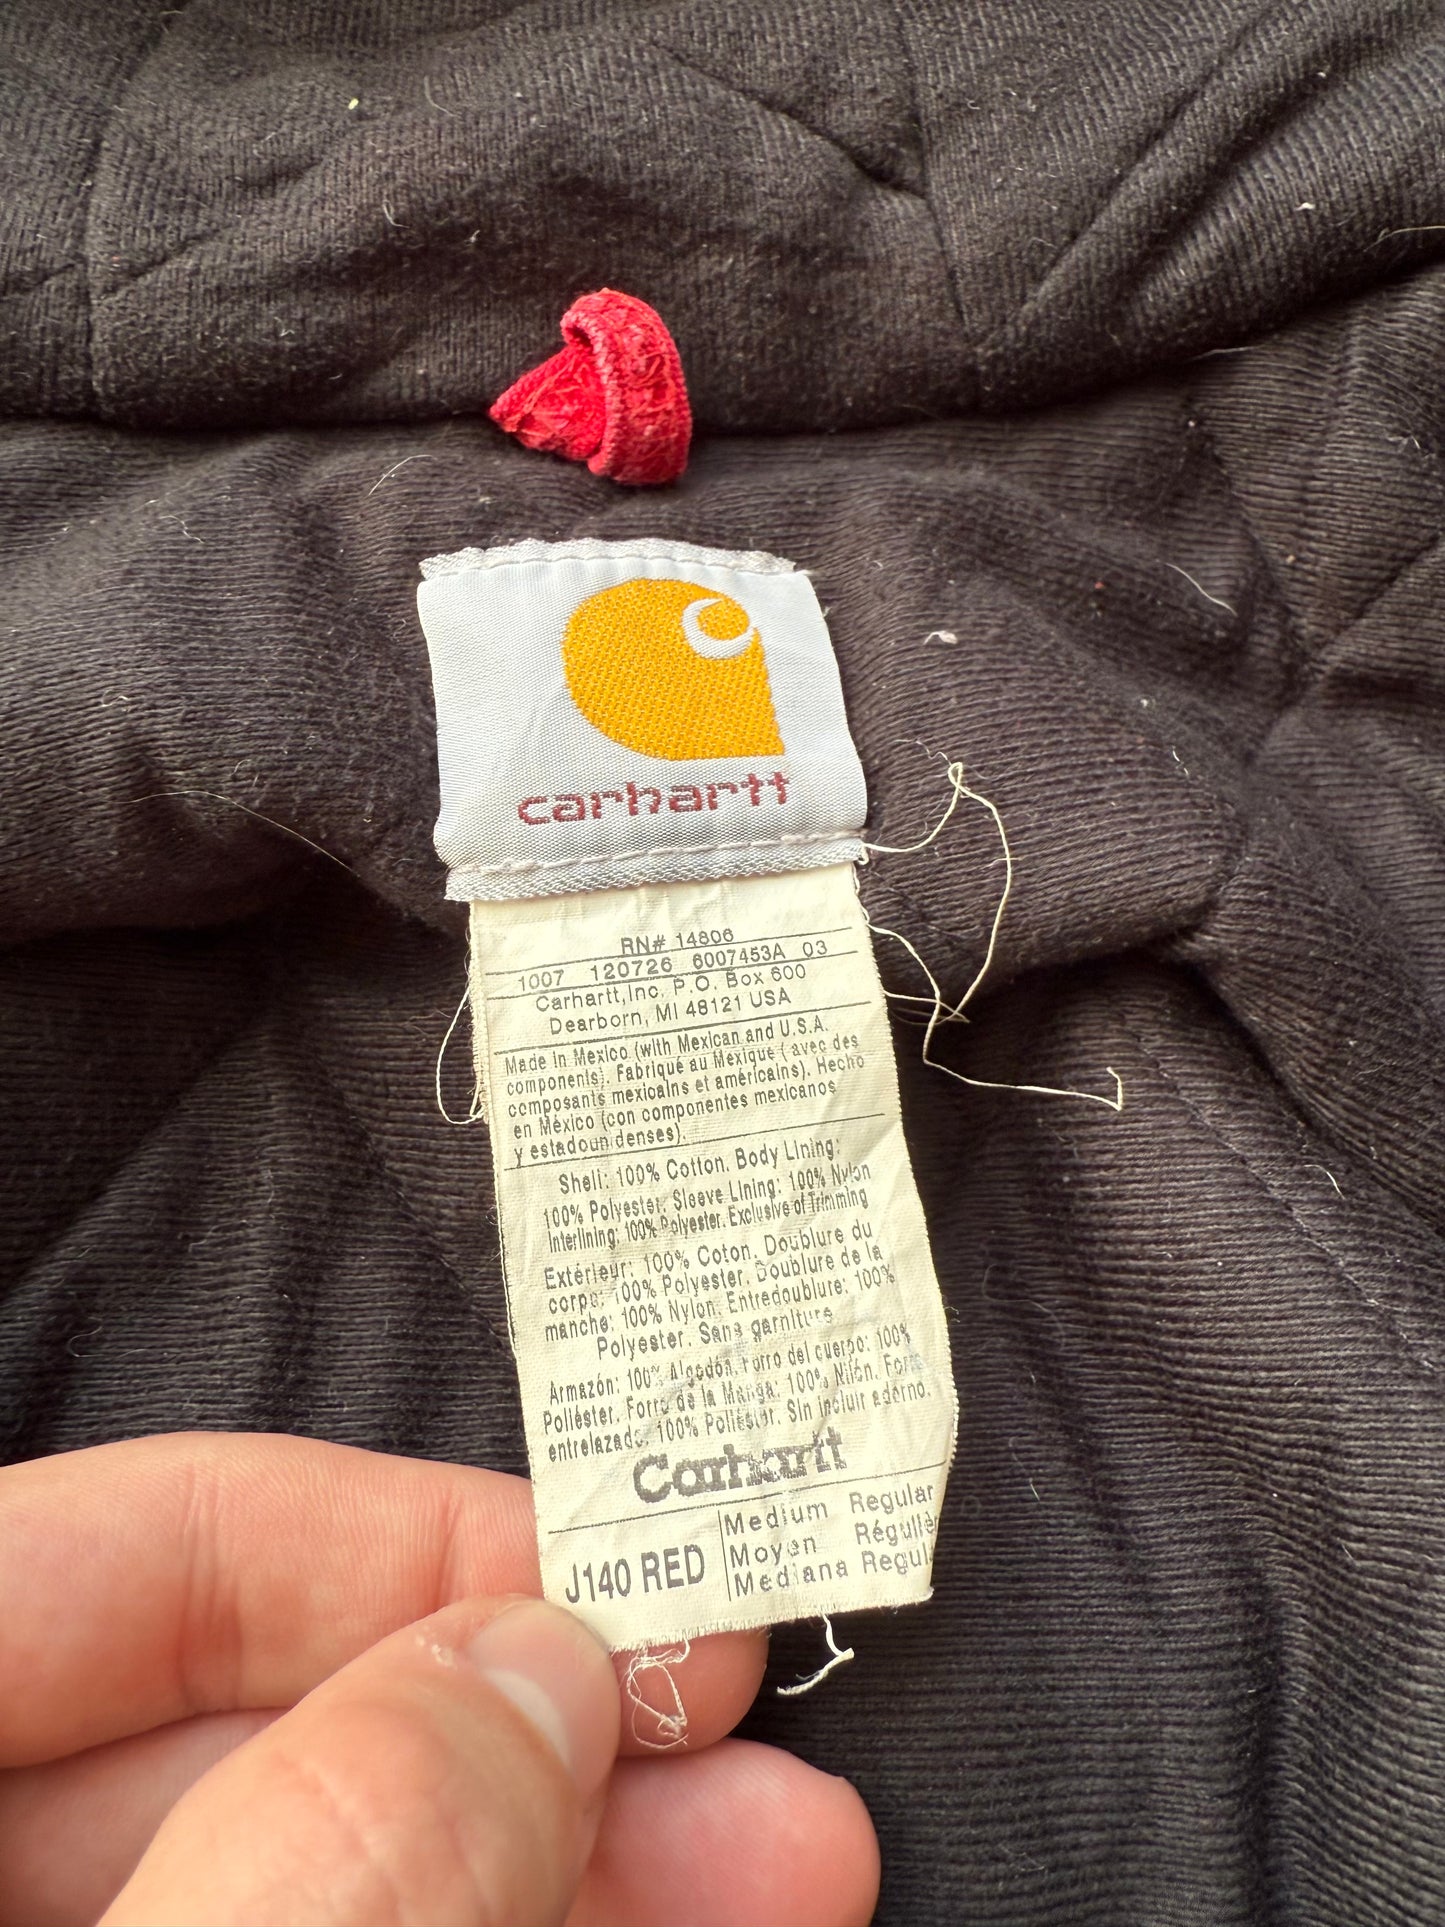 carhartt
RN# 14806
1007 120726 6007453A 03
Carhartt, Inc. P.O. Box 600
Dearborn, MI 48121 USA
Made in Mexico (with Mexican and U.S.A.
components). Fabriqué au Mexique ( avec des
composants mexicains et américains). Hecho
en México (con componentes mexicanos
y estadoun denses).
Shell: 100% Cotton. Body Lining:
100% Polyester. Sleeve Lining: 100% Nylon
Interlining: 100% Polyester. Exclusive of Trimming
Extérieur: 100% Coton. Doublure du
corps: 100% Polyester. Doublure de la
manche: 100% Nylon. Entredoublure: 100%
Polyester. Sans garniture
Armazón: 100% Algodón. Forro del cuerpo: 100%
Poliéster. Forro de la Manga: 100% Nilón. Forro
entrelazado: 100% Poliéster. Sin incluir adorno.
Carhartt
J140 RED
Medium Regular
Moyen Régulliè
Mediana Regul